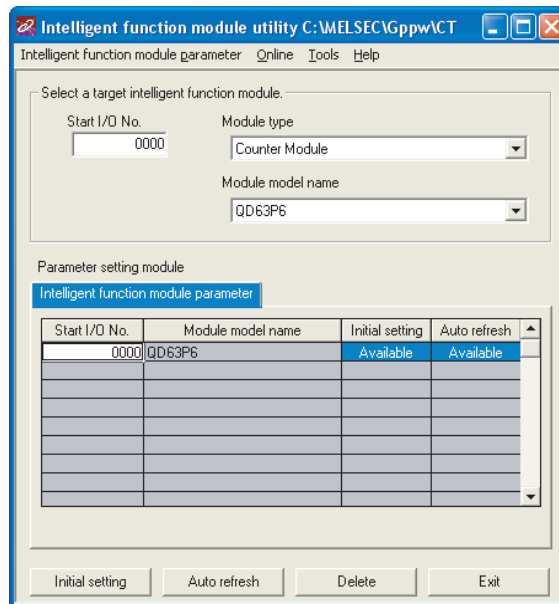 Intelligent function module utility C:\MELSEC\Gppw\CT
Intelligent function module parameter Online Tools Help
Select a target intelligent function module.
Start I/O No. Module type
0000 Counter Module
Module model name
QD63P6
Parameter setting module
Intelligent function module parameter
Start I/O No. Module model name Initial setting Auto refresh
0000 QD63P6 Available Available
Initial setting Auto refresh Delete Exit